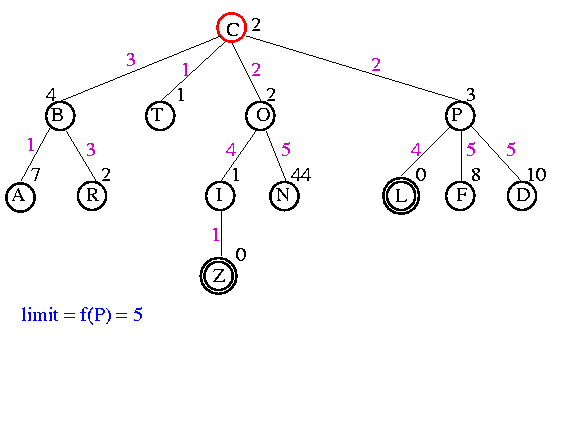 C 2
3 1 2 2
4 1 2 3
B T O P
1 3 4 5 4 5 5
7 2 1 44 0 8 10
A R I N L F D
1
0
Z
limit = f(P) = 5